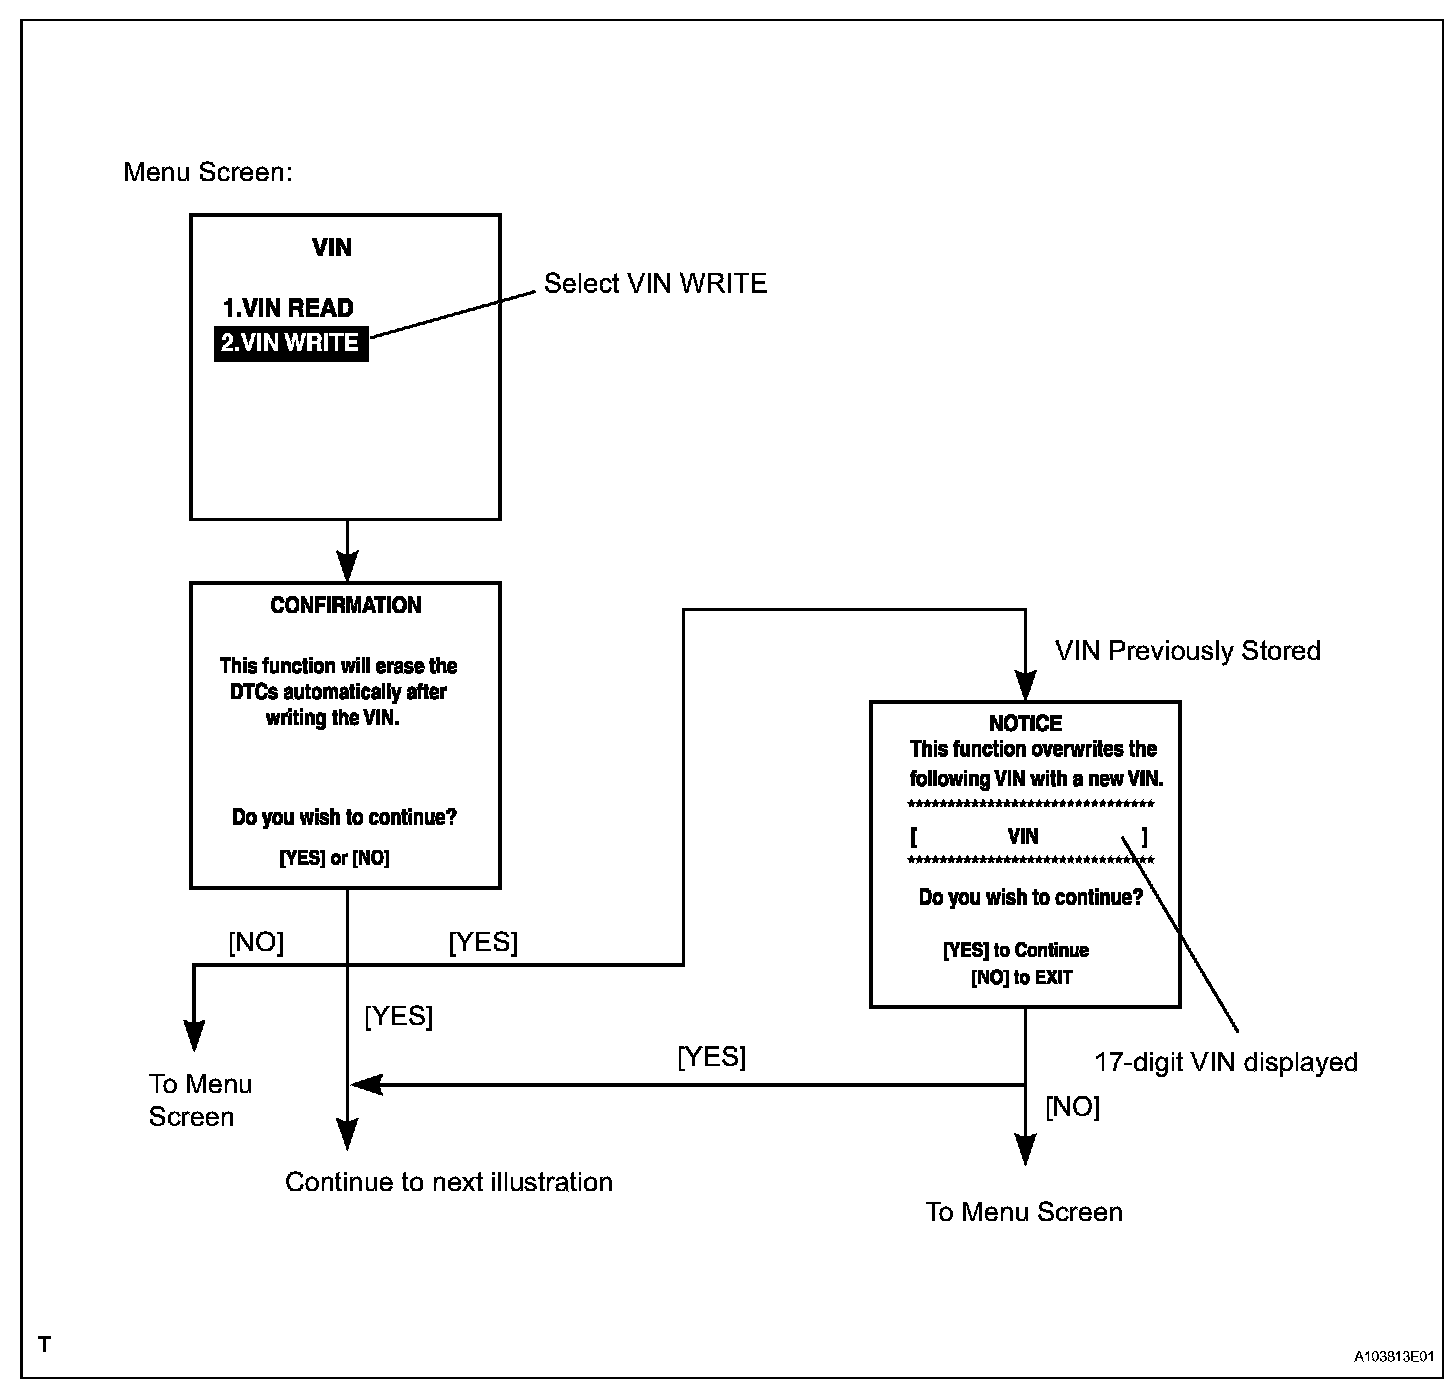 Menu Screen:
VIN
1.VIN READ
2.VIN WRITE
Select VIN WRITE
CONFIRMATION
This function will erase the
DTCs automatically after
writing the VIN.
Do you wish to continue?
[YES] or [NO]
VIN Previously Stored
NOTICE
This function overwrites the
following VIN with a new VIN.
*******************************
[ VIN ]
*******************************
Do you wish to continue?
[YES] to Continue
[NO] to EXIT
[NO]
[YES]
[YES]
[YES]
17-digit VIN displayed
To Menu
Screen
[NO]
Continue to next illustration
To Menu Screen
T
A103813E01